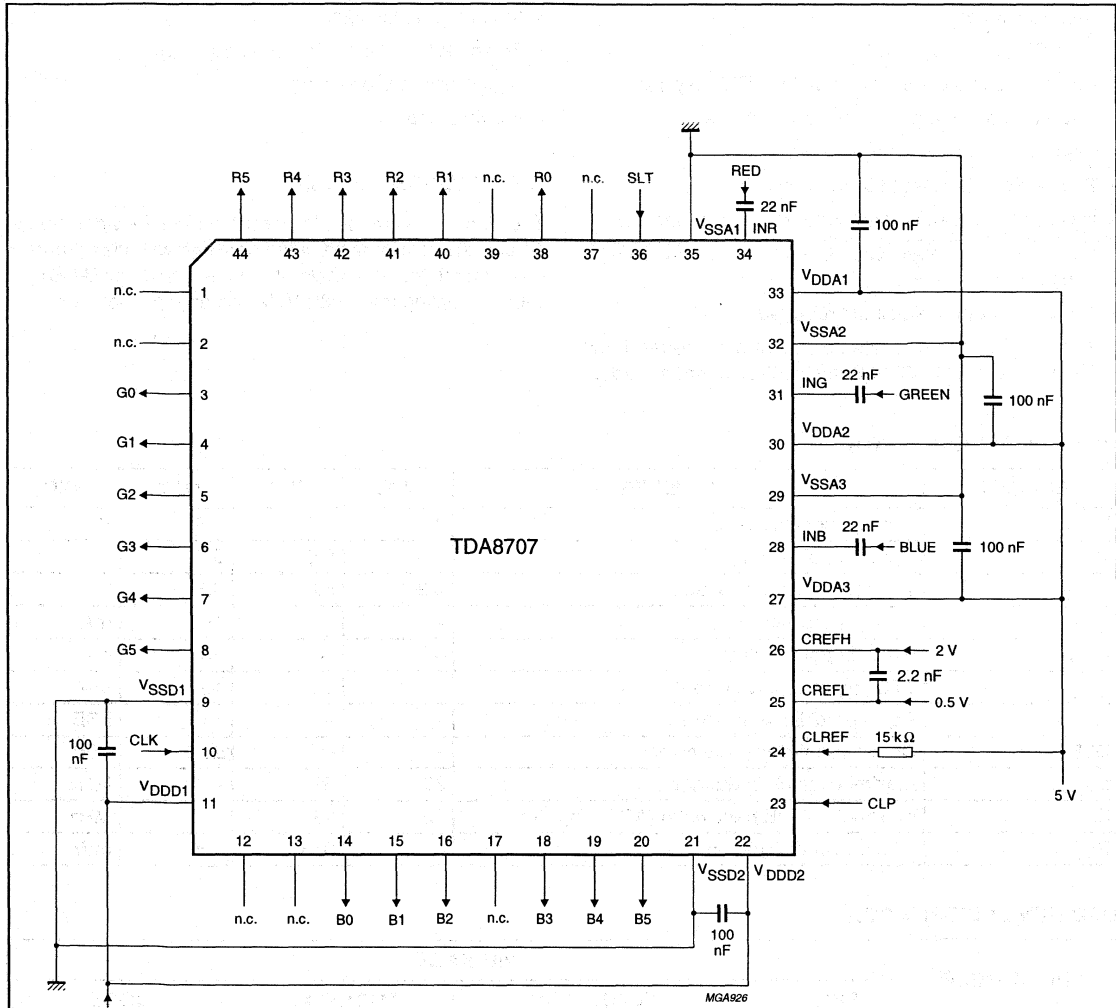 RED
R5 R4 R3 R2 R1 n.c. R0 n.c. SLT 22 nF
VSSA1 INR 100 nF
44 43 42 41 40 39 38 37 36 35 34
n.c. 1 33 VDDA1
n.c. 2 32 VSSA2
G0 3 31 ING 22 nF GREEN 100 nF
G1 4 30 VDDA2
G2 5 29 VSSA3
G3 6 TDA8707 28 INB 22 nF BLUE 100 nF
G4 7 27 VDDA3
G5 8 26 CREFH 2 V
2.2 nF
VSSD1 9 25 CREFL 0.5 V
100 nF CLK 10 24 CLREF 15 kΩ
VDDD1 11 23 CLP 5 V
12 13 14 15 16 17 18 19 20 21 22
VSSD2 VDDD2
n.c. n.c. B0 B1 B2 n.c. B3 B4 B5
100 nF
MGA926